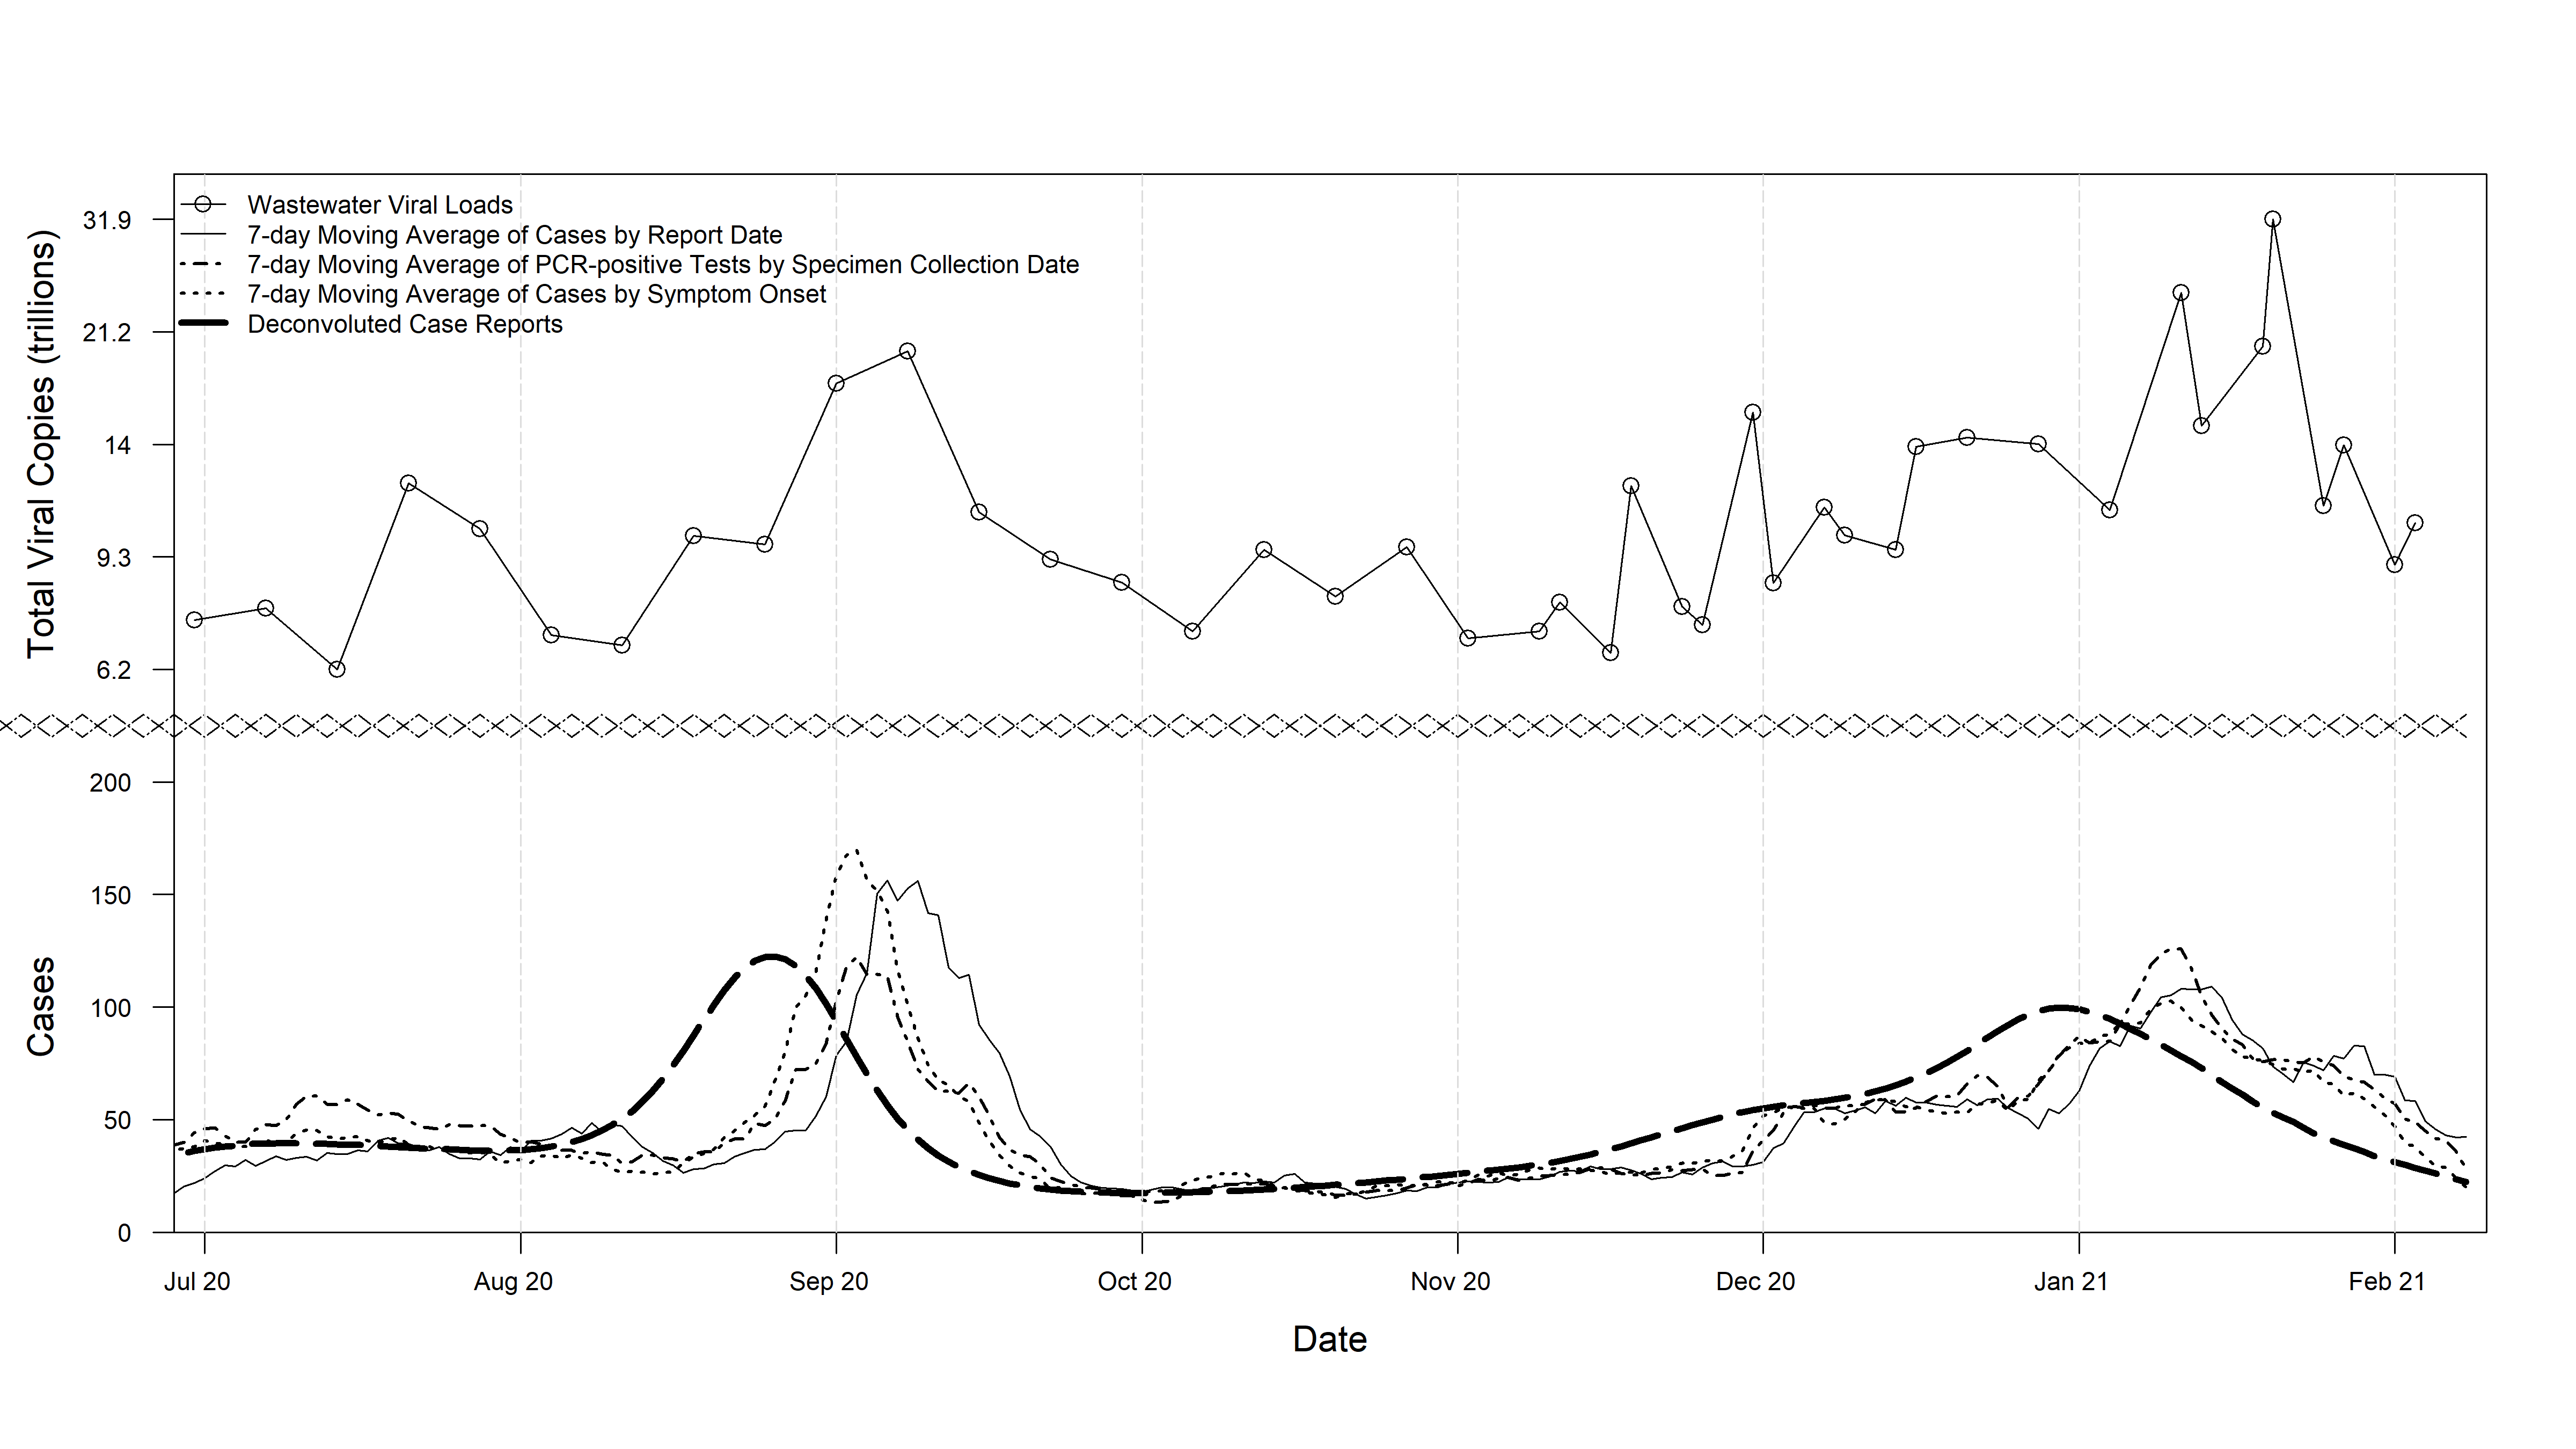 Wastewater Viral Loads
7-day Moving Average of Cases by Report Date
7-day Moving Average of PCR-positive Tests by Specimen Collection Date
7-day Moving Average of Cases by Symptom Onset
Deconvoluted Case Reports
Total Viral Copies (trillions)
31.9
21.2
14
9.3
6.2
Cases
200
150
100
50
0
Jul 20 Aug 20 Sep 20 Oct 20 Nov 20 Dec 20 Jan 21 Feb 21
Date